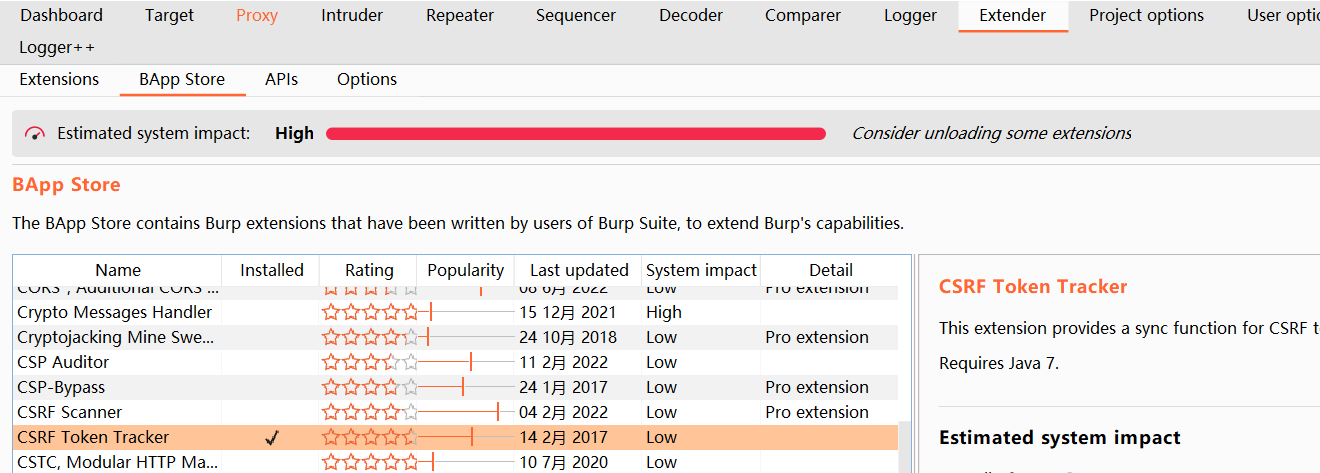 Dashboard Target Proxy Intruder Repeater Sequencer Decoder Comparer Logger Extender Project options User optio
Logger++
Extensions BApp Store APIs Options
Estimated system impact: High Consider unloading some extensions
BApp Store
The BApp Store contains Burp extensions that have been written by users of Burp Suite, to extend Burp's capabilities.
Name Installed Rating Popularity Last updated System impact Detail
CORS*, Additional CORS ... 08 6月 2022 Low Pro extension
Crypto Messages Handler 15 12月 2021 High
Cryptojacking Mine Swe... 24 10月 2018 Low Pro extension
CSP Auditor 11 2月 2022 Low
CSP-Bypass 24 1月 2017 Low Pro extension
CSRF Scanner 04 2月 2022 Low Pro extension
CSRF Token Tracker 14 2月 2017 Low
CSTC, Modular HTTP Ma... 10 7月 2020 Low
CSRF Token Tracker
This extension provides a sync function for CSRF t
Requires Java 7.
Estimated system impact